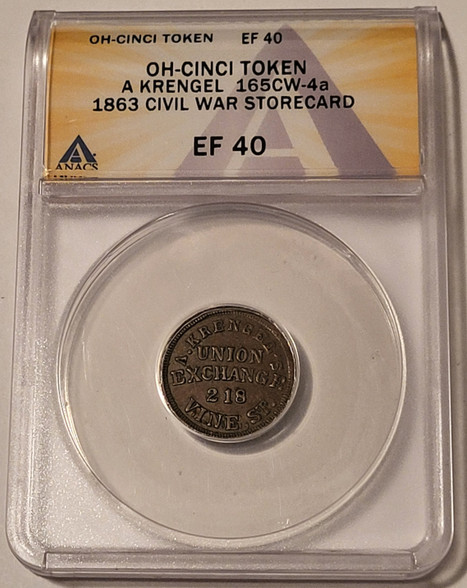 OH-CINCI TOKEN EF 40
OH-CINCI TOKEN
A KRENGEL 165CW-4a
1863 CIVIL WAR STORECARD
EF 40
ANACS
A. KRENGEL'S
UNION
EXCHANGE
218
VINE St.